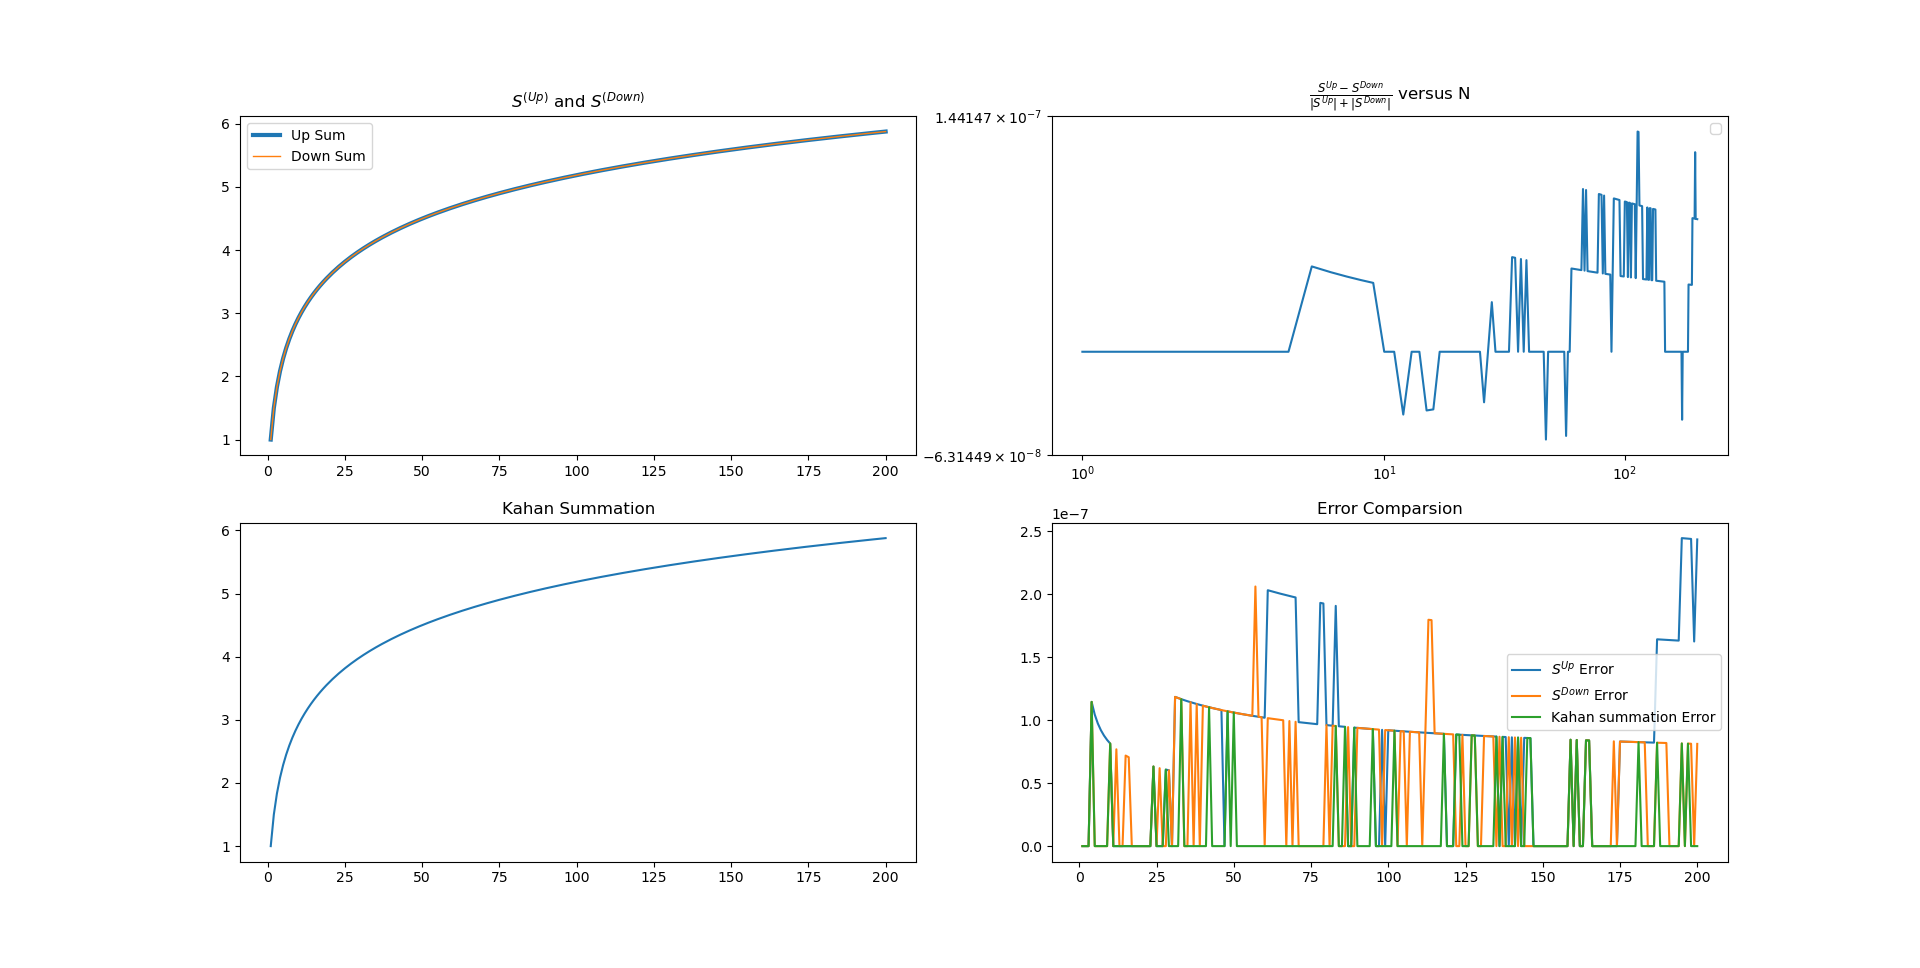 S^(Up) and S^(Down)
6
5
4
3
2
1
0 25 50 75 100 125 150 175 200
Up Sum
Down Sum
S^Up − S^Down / |S^Up| + |S^Down| versus N
1.44147 × 10^−7
−6.31449 × 10^−8
10^0 10^1 10^2
Kahan Summation
6
5
4
3
2
1
0 25 50 75 100 125 150 175 200
Error Comparsion
1e−7
2.5
2.0
1.5
1.0
0.5
0.0
0 25 50 75 100 125 150 175 200
S^Up Error
S^Down Error
Kahan summation Error